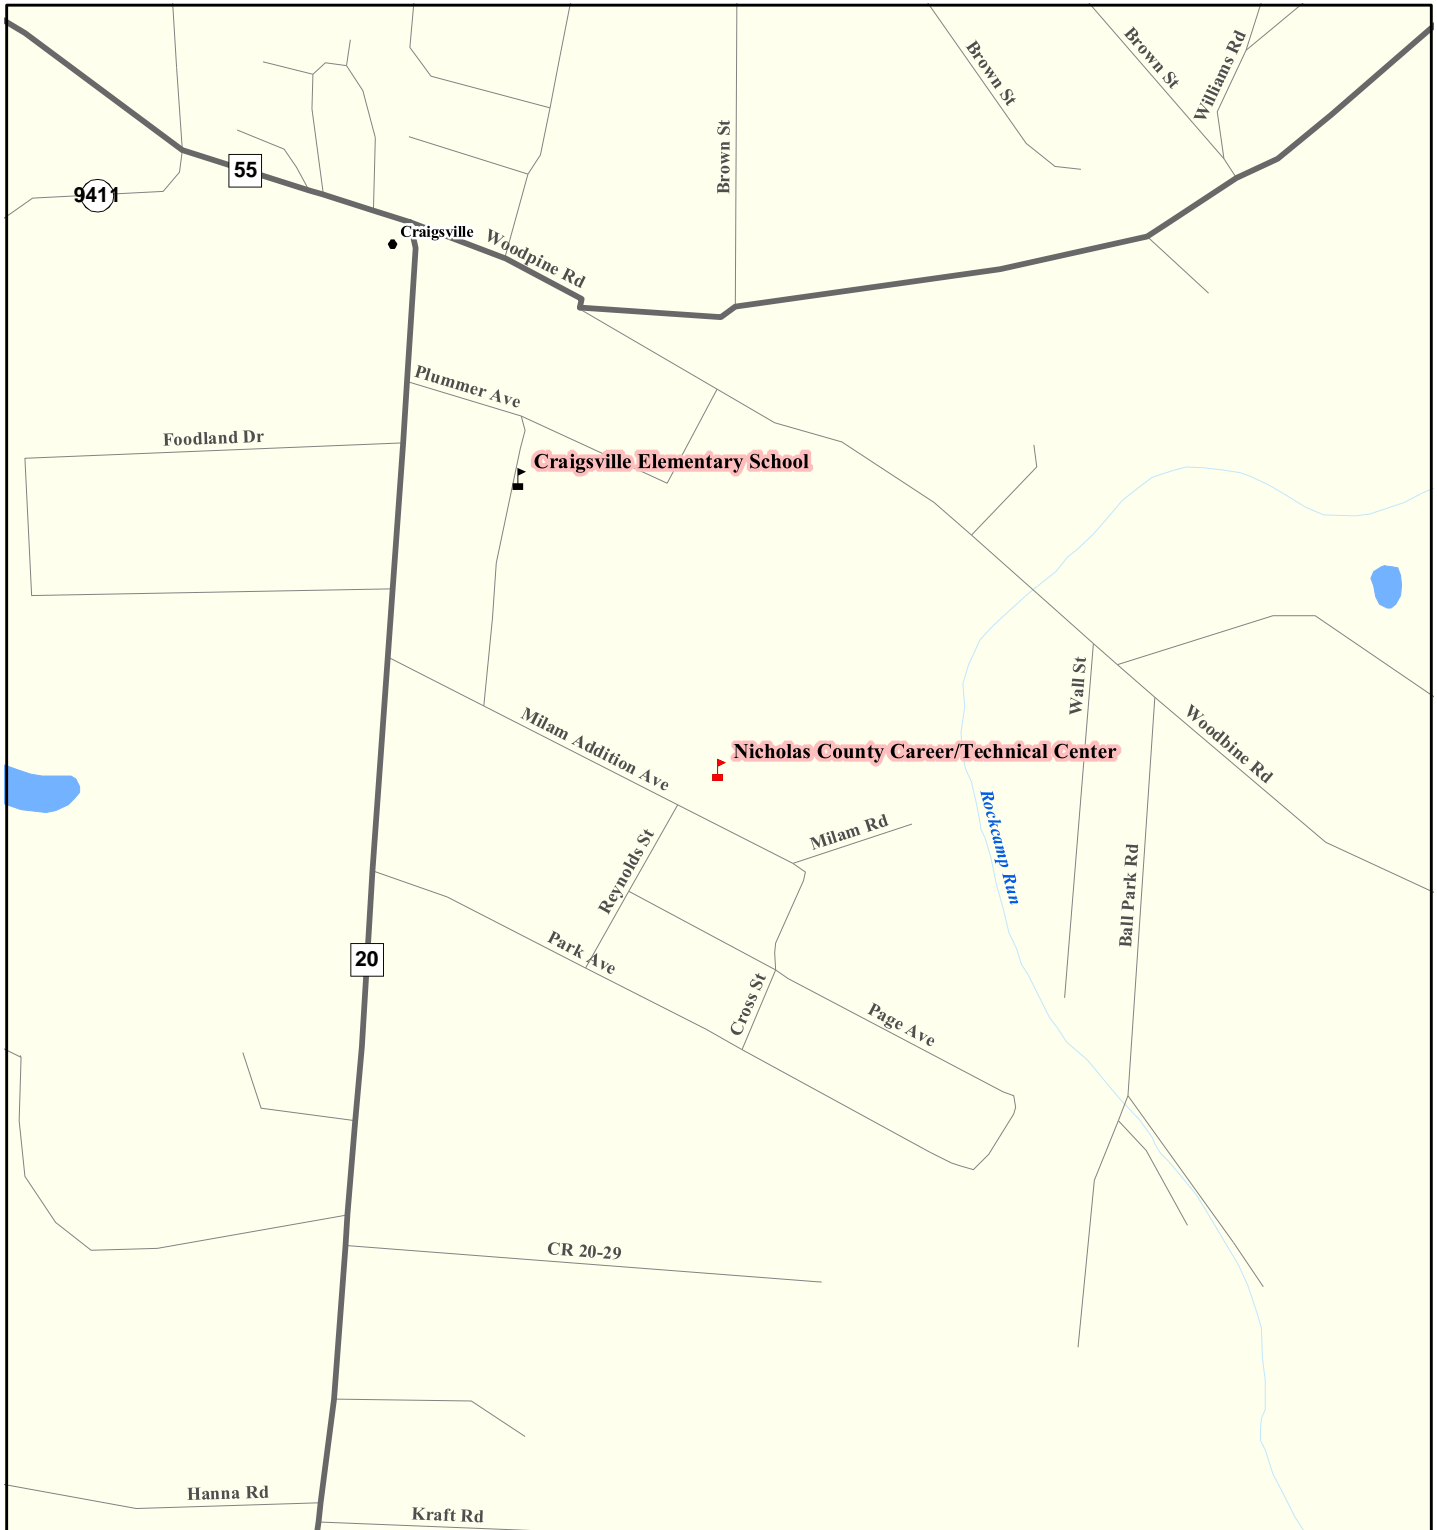 Brown St
Brown St
Williams Rd
Brown St
55
9411
Craigsville
Woodpine Rd
Plummer Ave
Foodland Dr
Craigsville Elementary School
Wall St
Milam Addition Ave
Woodbine Rd
Nicholas County Career/Technical Center
Rockcamp Run
Milam Rd
Reynolds St
Ball Park Rd
Park Ave
20
Cross St
Page Ave
CR 20-29
Hanna Rd
Kraft Rd